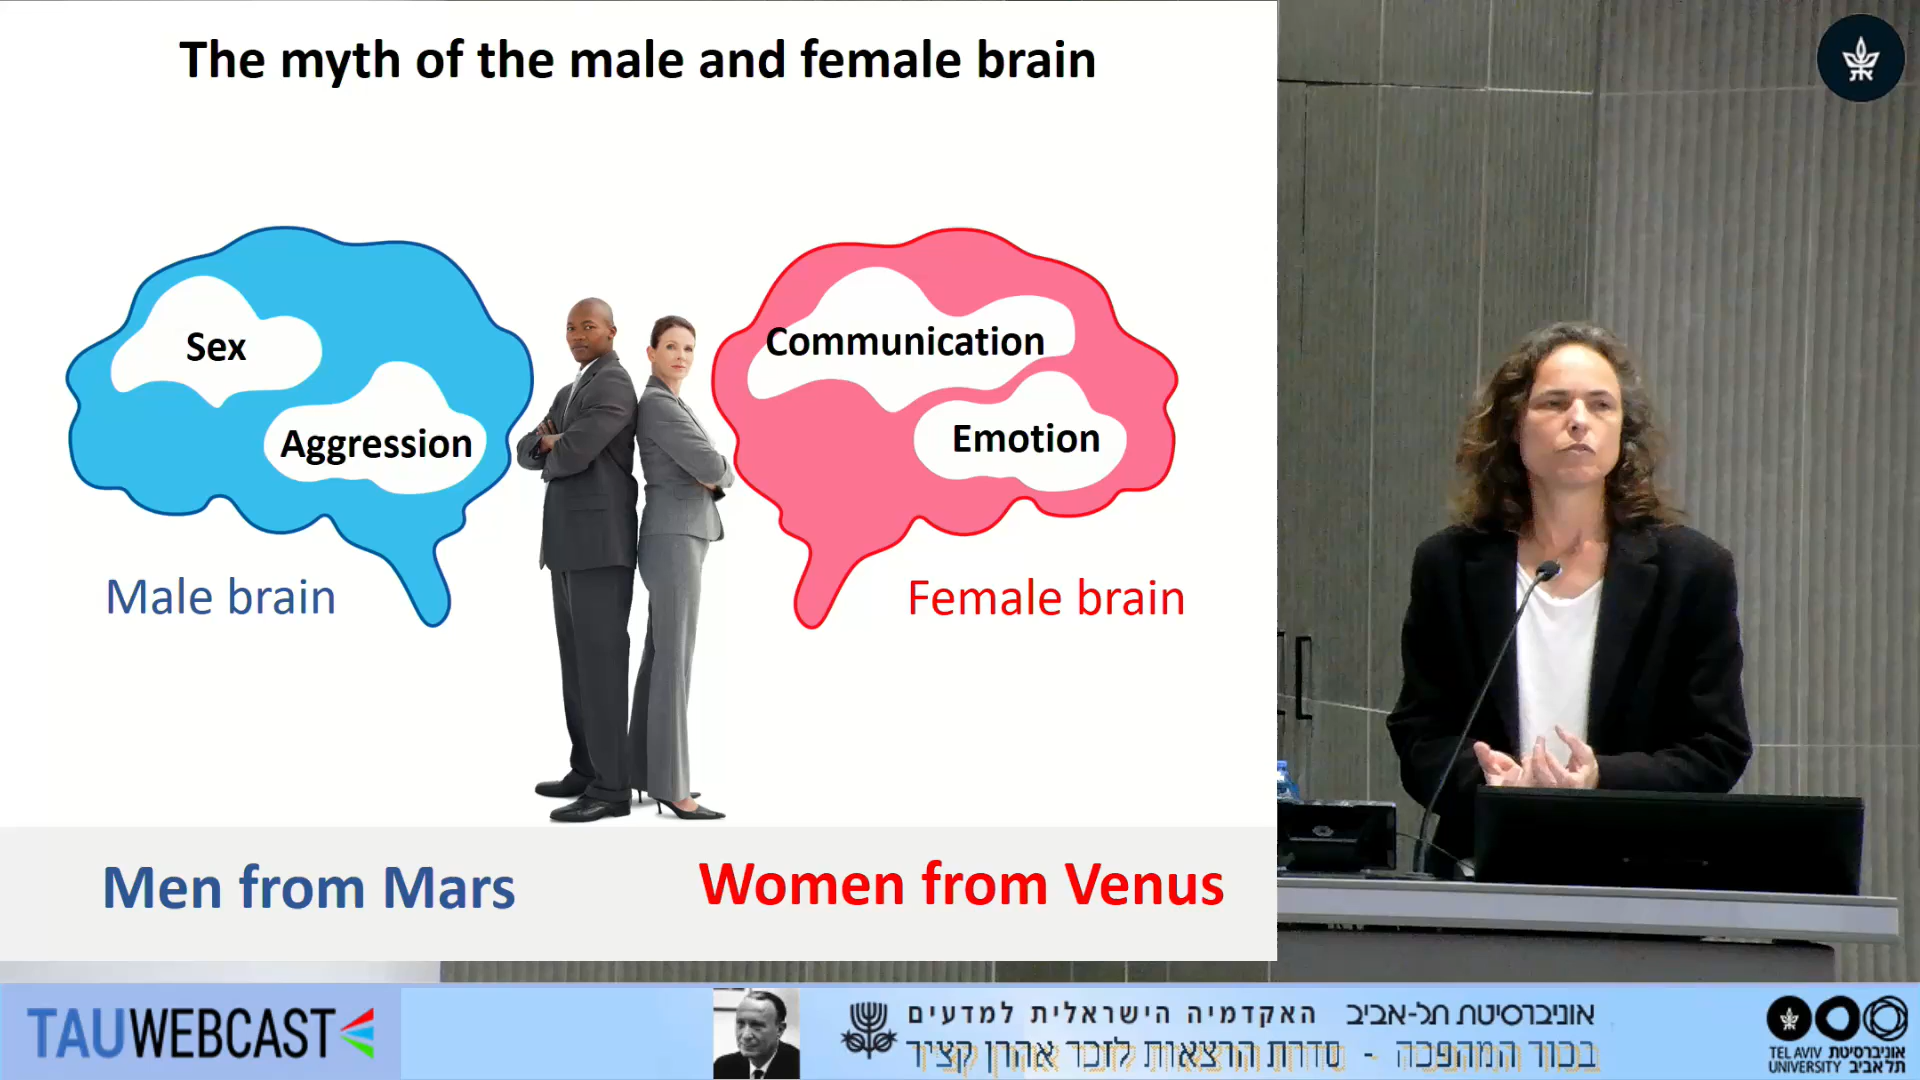 The myth of the male and female brain
Sex
Aggression
Communication
Emotion
Male brain
Female brain
Men from Mars
Women from Venus
TAUWEBCAST
האקדמיה הישראלית למדעים אוניברסיטת תל-אביב
בכור המהפכה - סדרת הרצאות לזכר אהרן קציר
TEL AVIV אוניברסיטת
UNIVERSITY תל אביב